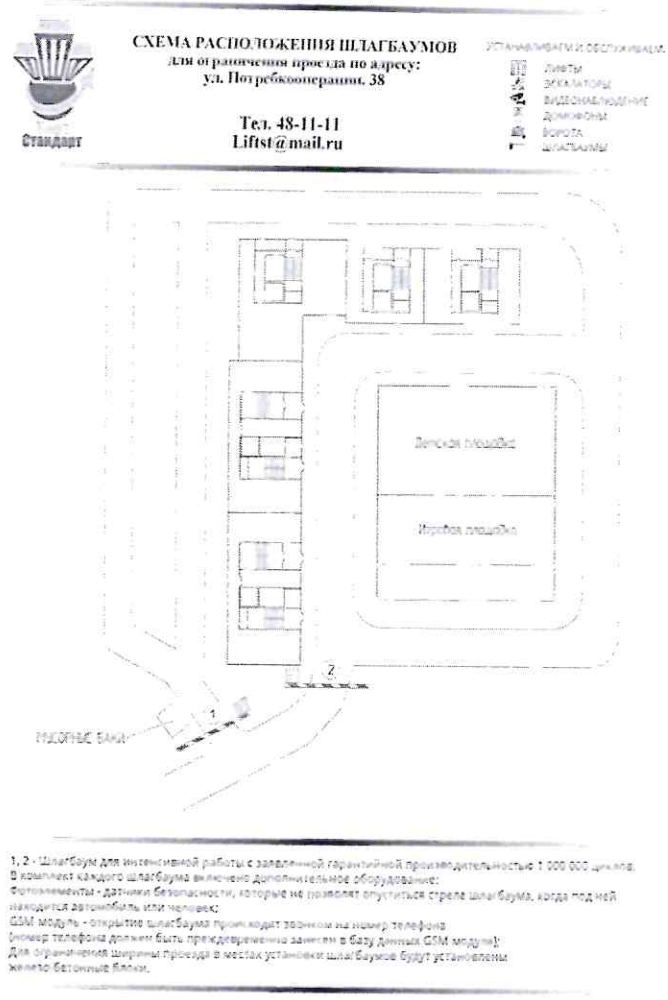 СХЕМА РАСПОЛОЖЕНИЯ ШЛАГБАУМОВ
для ограничения проезда по адресу:
ул. Потребкооперации, 38
Тел. 48-11-11
Liftst@mail.ru
Стандарт
УСТАНАВЛИВАЕМ И ОБСЛУЖИВАЕМ:
ЛИФТЫ
ЭСКАЛАТОРЫ
ВИДЕОНАБЛЮДЕНИЕ
ДОМОФОНЫ
ВОРОТА
ШЛАГБАУМЫ
Детская площадка
Игровая площадка
2
1
МУСОРНЫЕ БАКИ
1, 2 - Шлагбаум для интенсивной работы с заявленной гарантийной производительностью 1 000 000 циклов.
В комплект каждого шлагбаума включено дополнительное оборудование:
Фотоэлементы - датчики безопасности, которые не позволят опуститься стреле шлагбаума, когда под ней
находится автомобиль или человек;
GSM модуль - открытие шлагбаума происходит звонком на номер телефона
(номер телефона должен быть преждевременно занесен в базу данных GSM модуля);
Для ограничения ширины проезда в местах установки шлагбаумов будут установлены
железо-бетонные блоки.